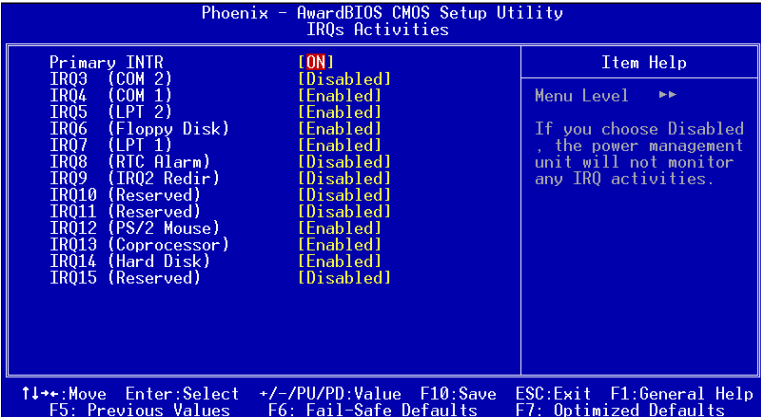 Phoenix - AwardBIOS CMOS Setup Utility
IRQs Activities
Primary INTR [ON]
IRQ3 (COM 2) [Disabled]
IRQ4 (COM 1) [Enabled]
IRQ5 (LPT 2) [Enabled]
IRQ6 (Floppy Disk) [Enabled]
IRQ7 (LPT 1) [Enabled]
IRQ8 (RTC Alarm) [Disabled]
IRQ9 (IRQ2 Redir) [Disabled]
IRQ10 (Reserved) [Disabled]
IRQ11 (Reserved) [Disabled]
IRQ12 (PS/2 Mouse) [Enabled]
IRQ13 (Coprocessor) [Enabled]
IRQ14 (Hard Disk) [Enabled]
IRQ15 (Reserved) [Disabled]
Item Help
Menu Level ▸▸
If you choose Disabled
, the power management
unit will not monitor
any IRQ activities.
↑↓→←:Move Enter:Select +/-/PU/PD:Value F10:Save ESC:Exit F1:General Help
F5: Previous Values F6: Fail-Safe Defaults F7: Optimized Defaults